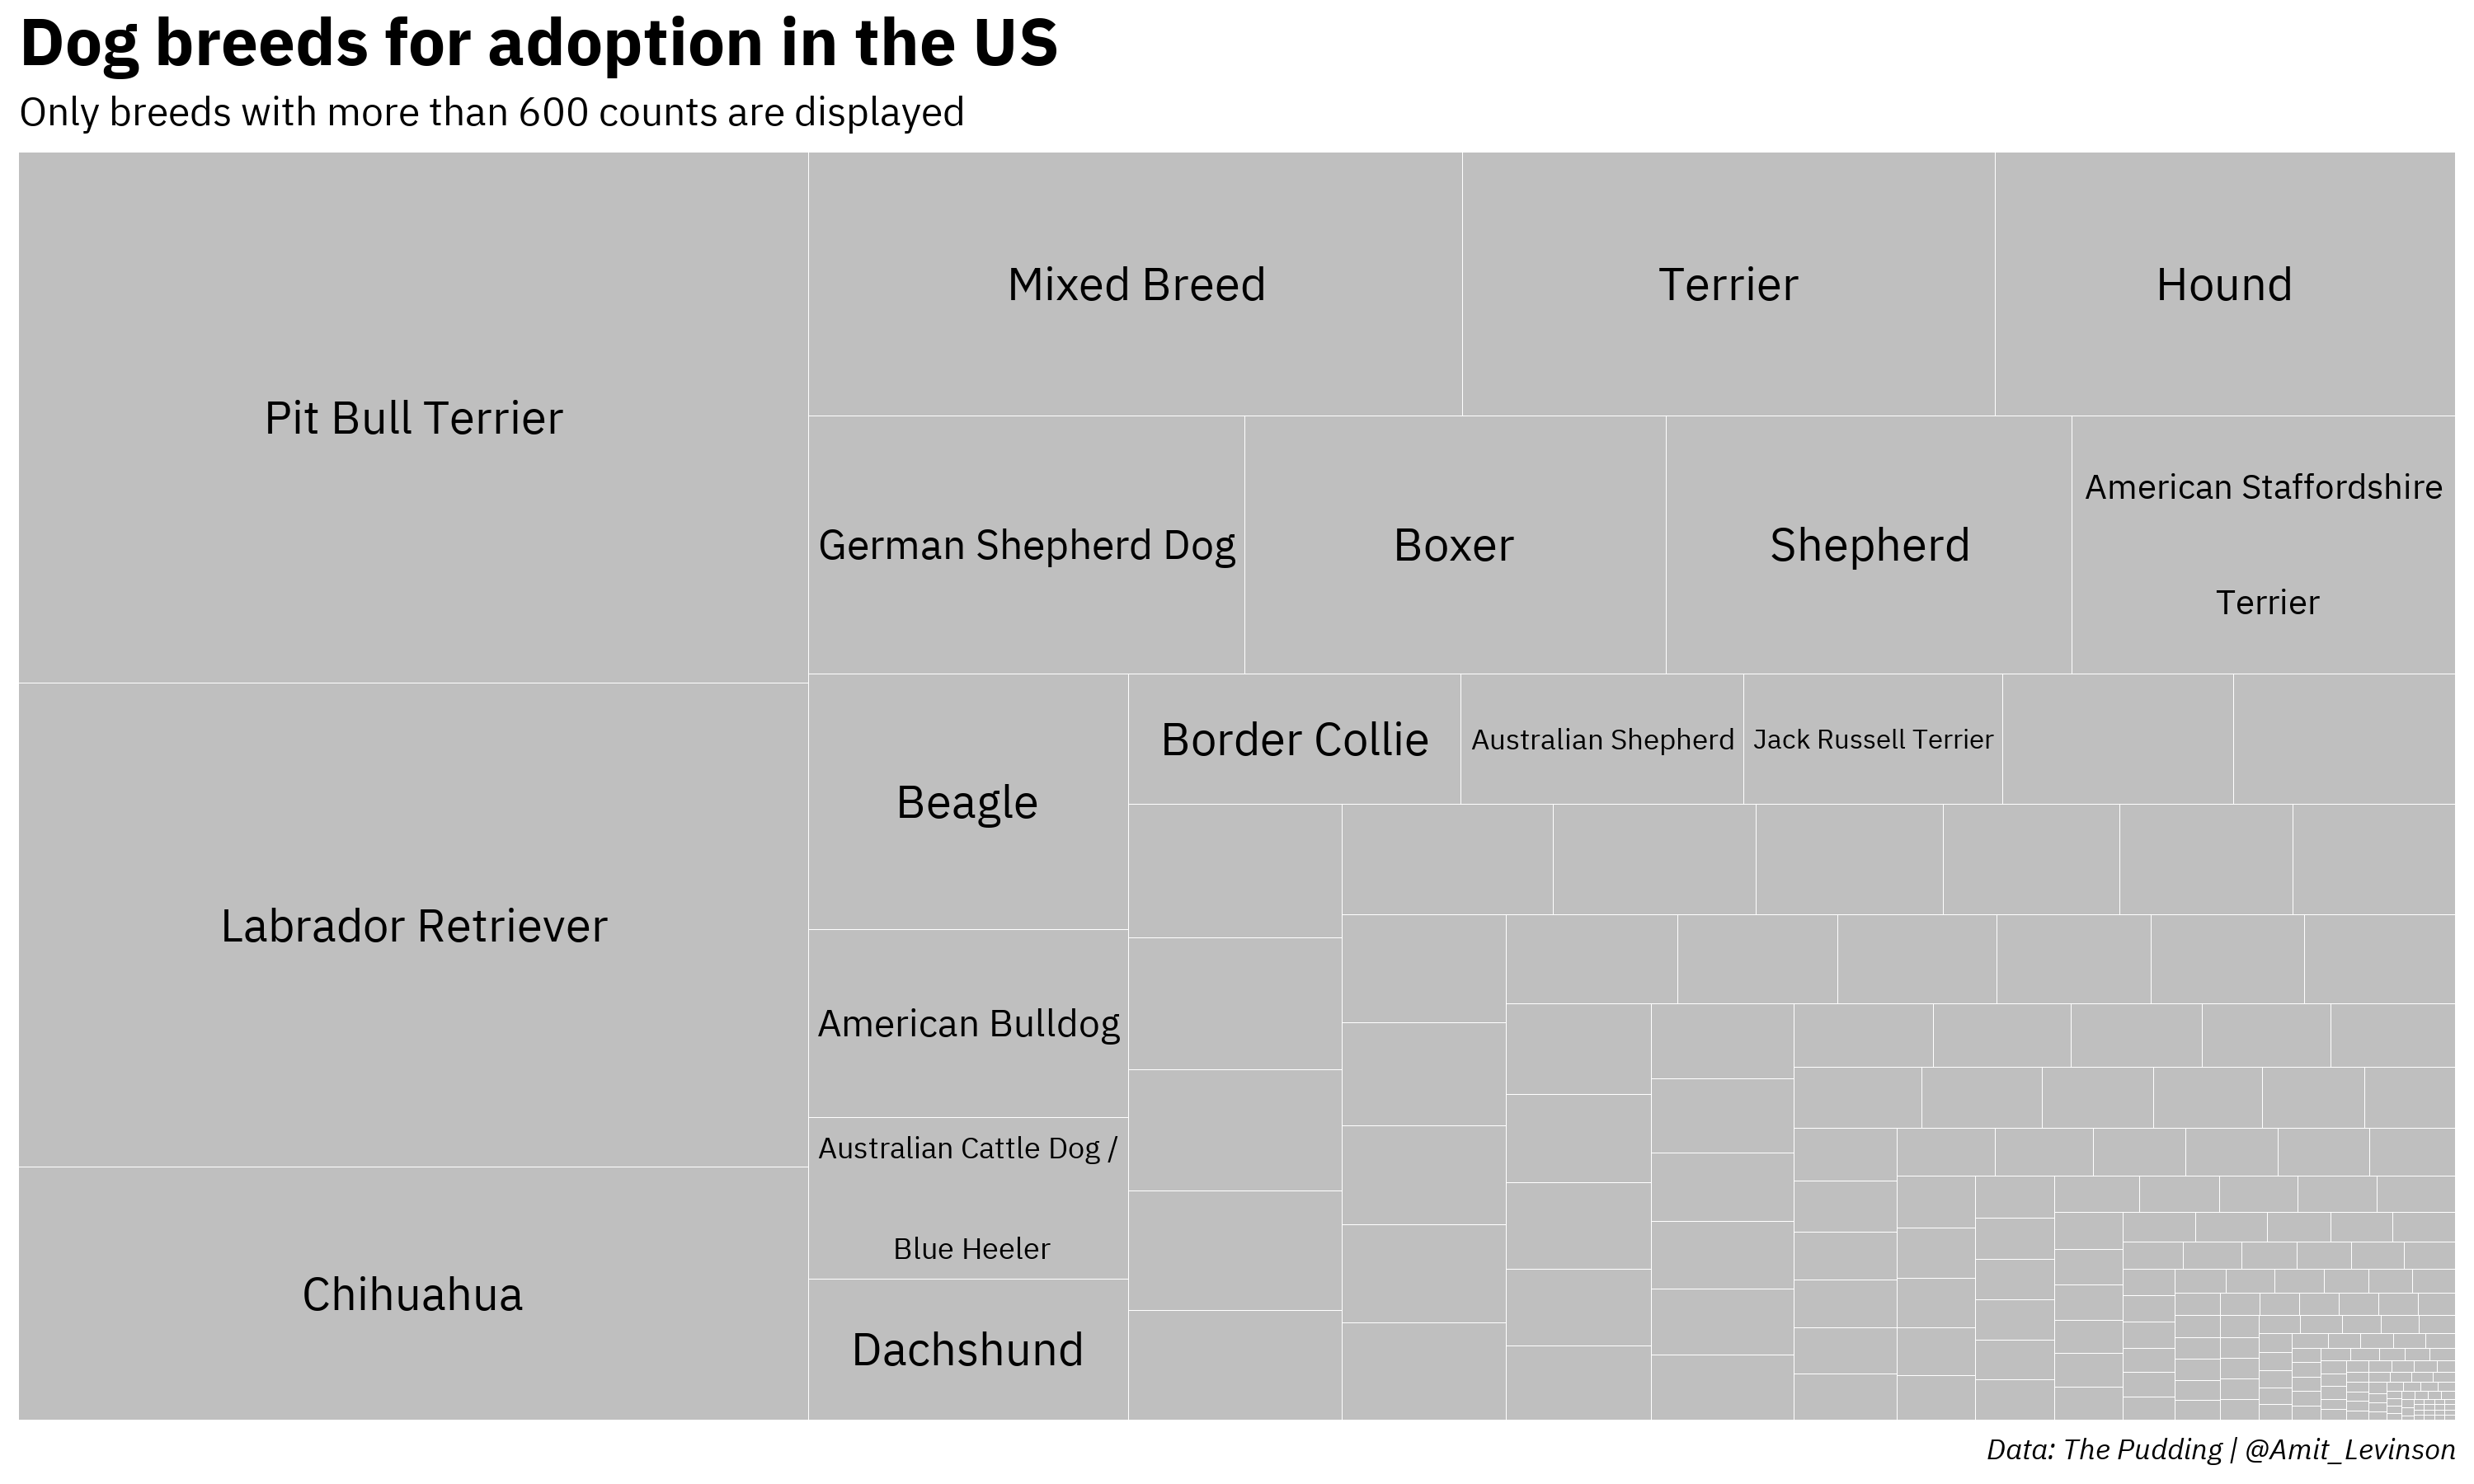 Dog breeds for adoption in the US
Only breeds with more than 600 counts are displayed
Pit Bull Terrier
Labrador Retriever
Chihuahua
Mixed Breed
Terrier
Hound
German Shepherd Dog
Boxer
Shepherd
American Staffordshire
Terrier
Beagle
American Bulldog
Australian Cattle Dog /
Blue Heeler
Dachshund
Border Collie
Australian Shepherd
Jack Russell Terrier
Data: The Pudding | @Amit_Levinson